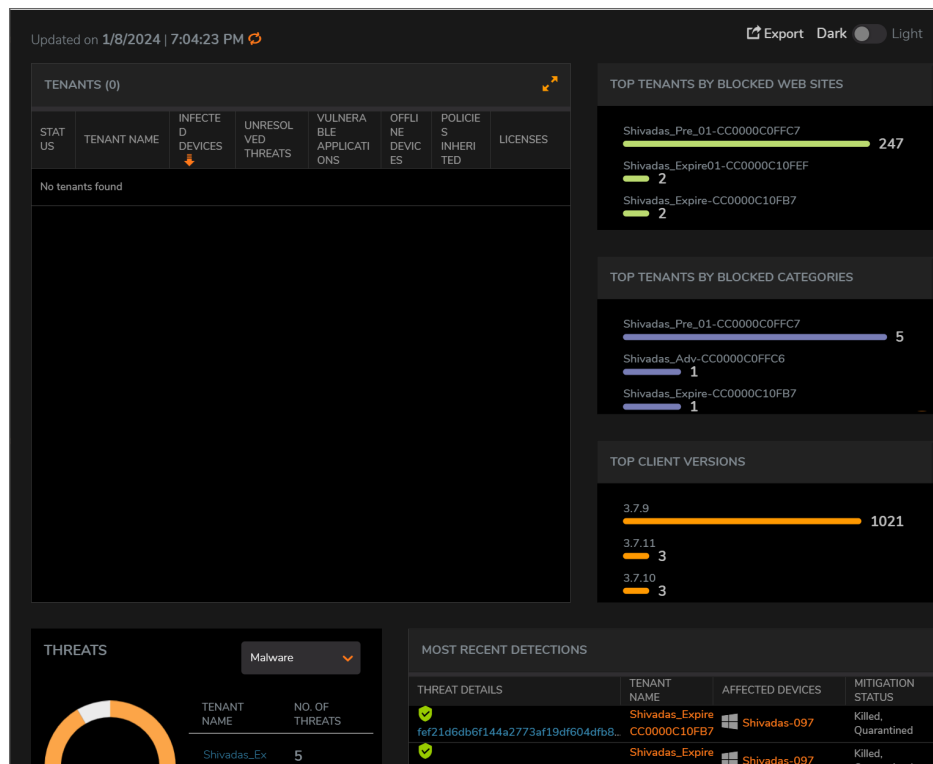 Updated on 1/8/2024 | 7:04:23 PM
Export Dark Light
TENANTS (0)
STAT
US
TENANT NAME
INFECTE
D
DEVICES
UNRESOL
VED
THREATS
VULNERA
BLE
APPLICATI
ONS
OFFLI
NE
DEVIC
ES
POLICIE
S
INHERI
TED
LICENSES
No tenants found
TOP TENANTS BY BLOCKED WEB SITES
Shivadas_Pre_01-CC0000C0FFC7
247
Shivadas_Expire01-CC0000C10FEF
2
Shivadas_Expire-CC0000C10FB7
2
TOP TENANTS BY BLOCKED CATEGORIES
Shivadas_Pre_01-CC0000C0FFC7
5
Shivadas_Adv-CC0000C0FFC6
1
Shivadas_Expire-CC0000C10FB7
1
TOP CLIENT VERSIONS
3.7.9
1021
3.7.11
3
3.7.10
3
THREATS
Malware
TENANT
NAME
NO. OF
THREATS
Shivadas_Ex
5
MOST RECENT DETECTIONS
THREAT DETAILS
TENANT
NAME
AFFECTED DEVICES
MITIGATION
STATUS
fef21d6db6f144a2773af19df604dfb8...
Shivadas_Expire
CC0000C10FB7
Shivadas-097
Killed,
Quarantined
Shivadas_Expire
Shivadas-097
Killed,